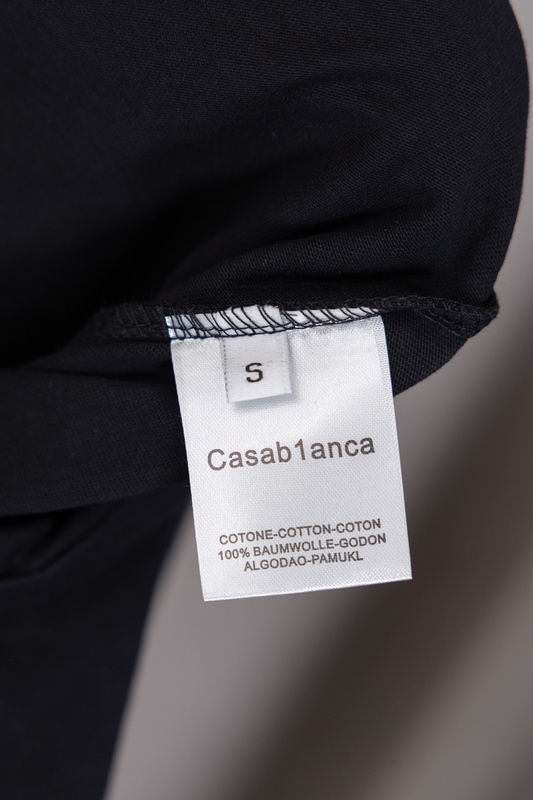 S
Casab1anca
COTONE-COTTON-COTON
100% BAUMWOLLE-GODON
ALGODAO-PAMUKL